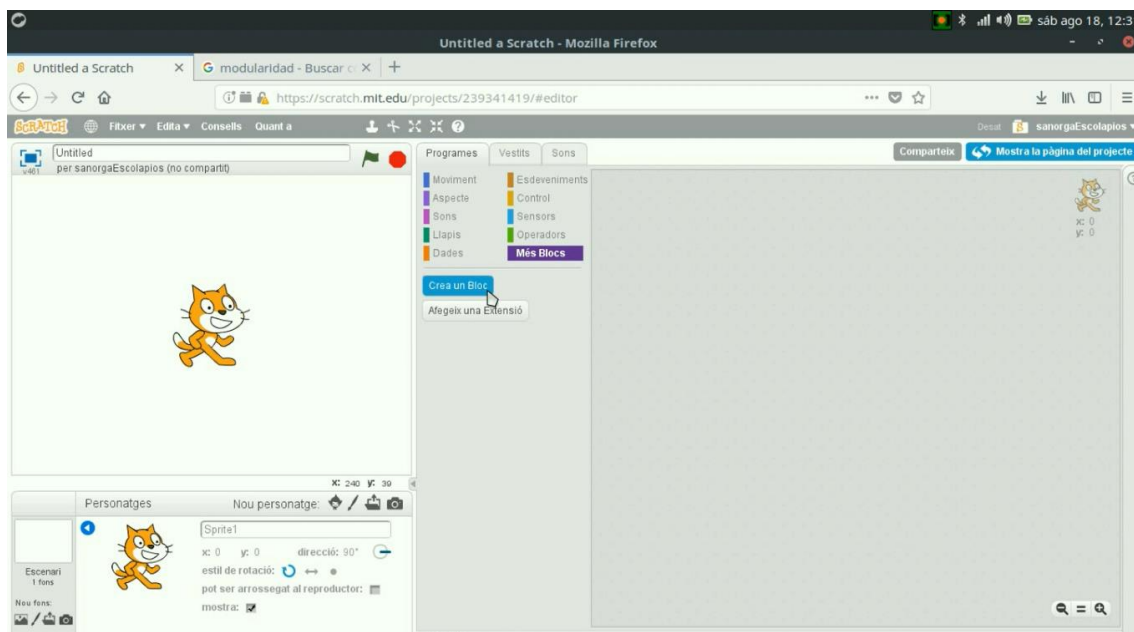 sáb ago 18, 12:3
Untitled a Scratch - Mozilla Firefox
Untitled a Scratch
G modularidad - Buscar c
https://scratch.mit.edu/projects/239341419/#editor
SCRATCH Fitxer Edita Consells Quant a Desat sanorgaEscolapios
v461
Untitled
per sanorgaEscolapios (no compartit)
Programes Vestits Sons
Comparteix Mostra la pàgina del projecte
Moviment Esdeveniments
Aspecte Control
Sons Sensors
Llapis Operadors
Dades Més Blocs
Crea un Bloc
Afegeix una Extensió
x: 0
y: 0
x: 240 y: 39
Personatges Nou personatge:
Sprite1
x: 0 y: 0 direcció: 90°
estil de rotació:
pot ser arrossegat al reproductor:
mostra:
Escenari
1 fons
Nou fons: